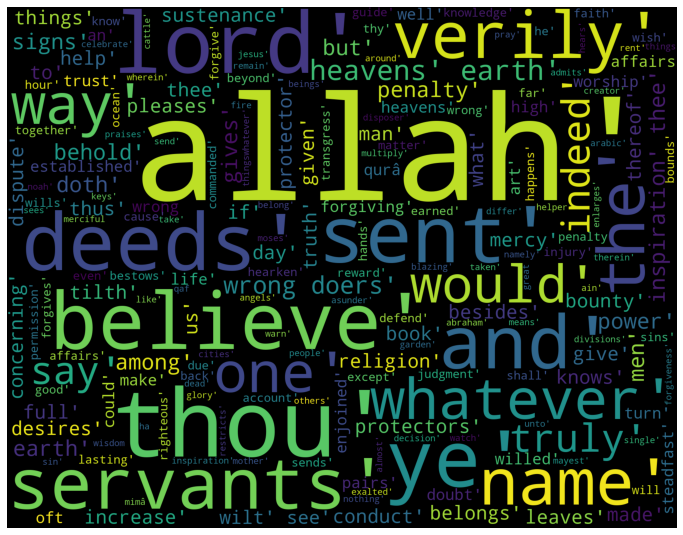 things' know' an' sustenance' lord' verily'
signs' celebrate' help' forgive' well' knowledge' guide' faith' thy' he' wish' cattle'
to' hour' trust' beyond' but' heavens' earth' affairs'
way' thee' pleases' penalty' worship'
allah'
behold' gives' protector' given' man' high' indeed' the' thereof' inspiration' thee'
together' ocean' praises' send' fire' jesus' remain' wherein' around' pray' hears' rent' things' admits' creator' far' wrong' bounds'
dispute' established' doth' commanded' thingswhatever' transgress' heavens' matter' what' disposer' arabic'
wills' thus' wrong' cause' if' qurâ' art' multiply' happens' enlarges'
noah' keys' sees' merciful' take' belong' forgiving' earned' differ' helper'
deeds' sent' day' truth' hands' mercy' injury' penalty' therein'
concerning' permission' forgives' even' moses' hearken' bestows' life' reward' blazing' taken' namely' great' ain'
tilth' wrong doers' would' bounty'
believe' like' qaf' angels' asunder' defend' us' book' besides' abraham' means' power' men' sins'
say' affairs' good' among' warn' cities' due' people' one' religion' and' give' divisions' forgiveness'
could' make' back' garden' except' judgment' knows' shall' turn' unto'
full' desires' dead' glory' account' others' enjoined' whatever' steadfast'
earth' lasting' wisdom' righteous' ha' restricts' thou' protectors' decision' watch' truly' single'
sin' inspiration' mother' sends' willed' almost' pairs' doubt' mayest' will'
servants' mimâ' exalted' nothing' ye' name'
oft' increase' wilt' see' conduct' belongs' leaves' made' beings'